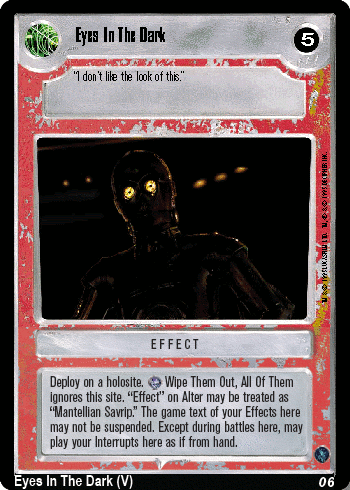 Eyes In The Dark
5
"I don't like the look of this."
EFFECT
Deploy on a holosite. Wipe Them Out, All Of Them
ignores this site. "Effect" on Alter may be treated as
"Mantellian Savrip." The game text of your Effects here
may not be suspended. Except during battles here, may
play your Interrupts here as if from hand.
Eyes In The Dark (V)
06